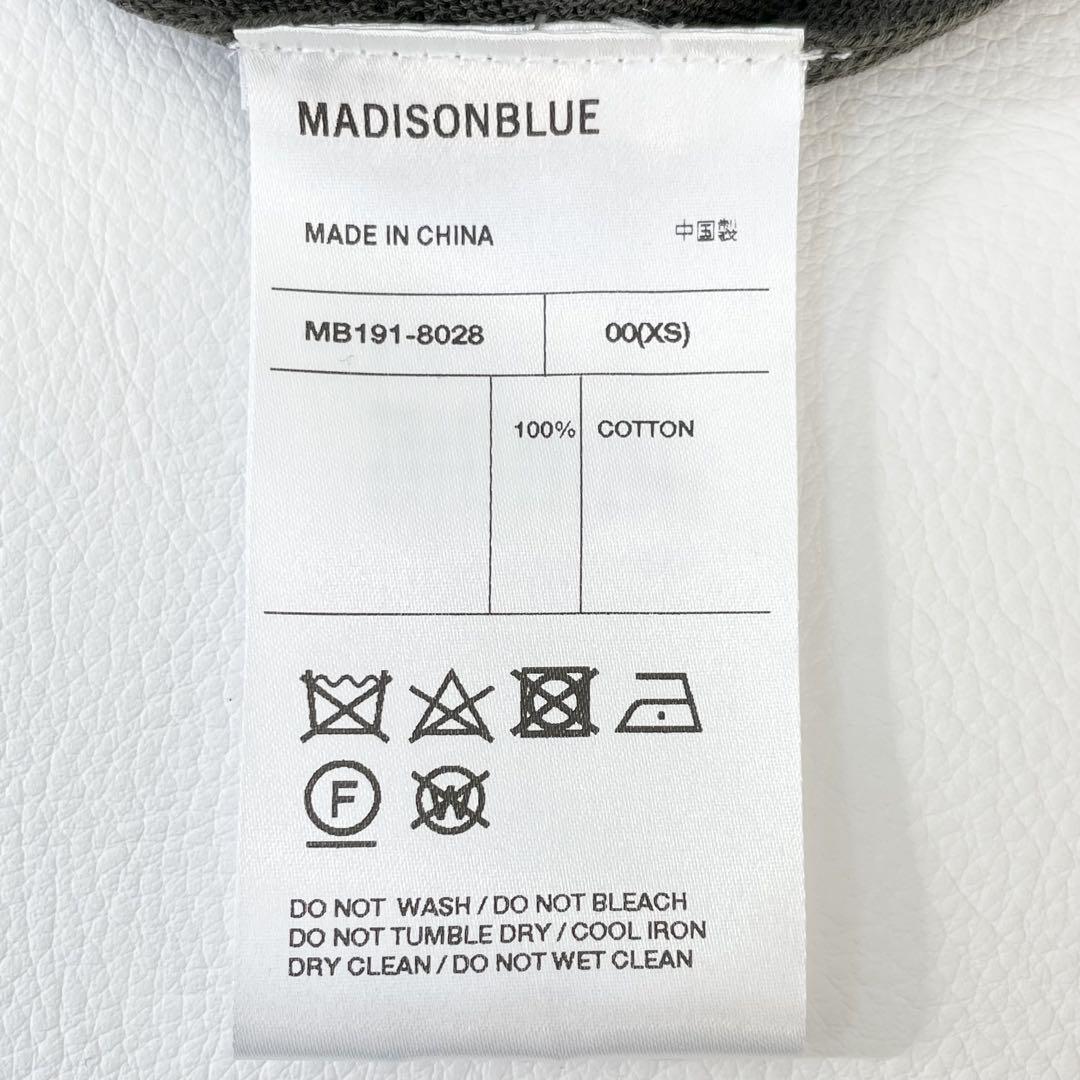 MADISONBLUE
MADE IN CHINA 中国製
MB191-8028 00(XS)
100% COTTON
F W
DO NOT WASH / DO NOT BLEACH
DO NOT TUMBLE DRY / COOL IRON
DRY CLEAN / DO NOT WET CLEAN